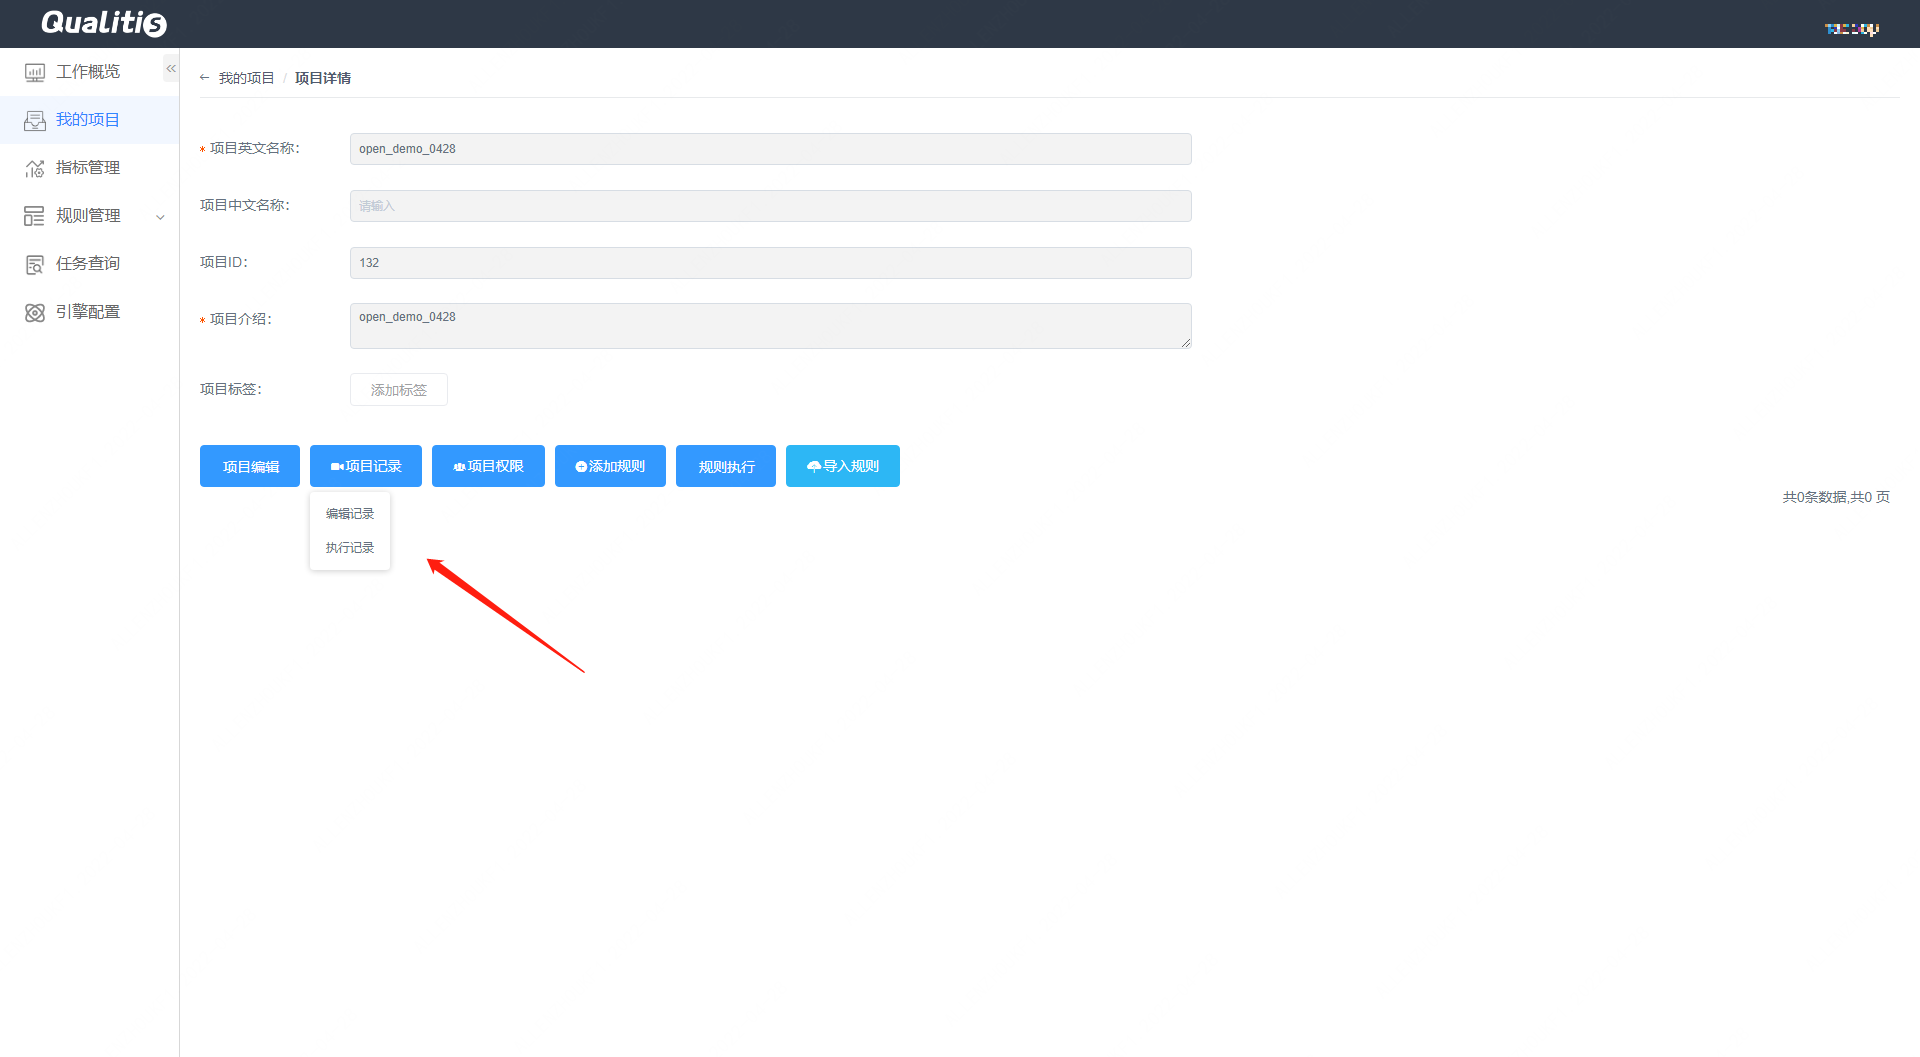 Qualitis
工作概览
我的项目
指标管理
规则管理
任务查询
引擎配置
← 我的项目 / 项目详情
* 项目英文名称: open_demo_0428
项目中文名称: 请输入
项目ID: 132
* 项目介绍: open_demo_0428
项目标签: 添加标签
项目编辑 项目记录 项目权限 添加规则 规则执行 导入规则
共0条数据,共0 页
编辑记录
执行记录